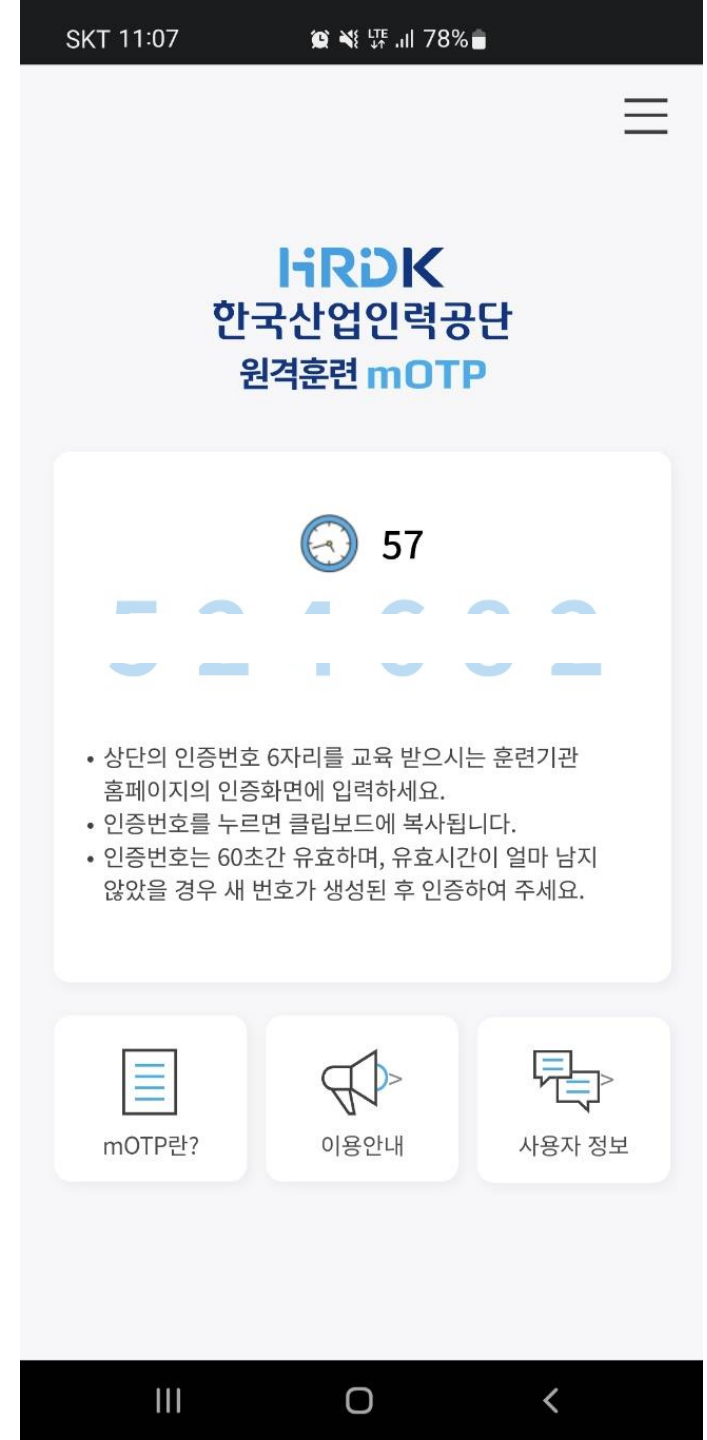 SKT 11:07
LTE
78%
HRDK
한국산업인력공단
원격훈련 mOTP
57
• 상단의 인증번호 6자리를 교육 받으시는 훈련기관
홈페이지의 인증화면에 입력하세요.
• 인증번호를 누르면 클립보드에 복사됩니다.
• 인증번호는 60초간 유효하며, 유효시간이 얼마 남지
않았을 경우 새 번호가 생성된 후 인증하여 주세요.
mOTP란?
이용안내
사용자 정보